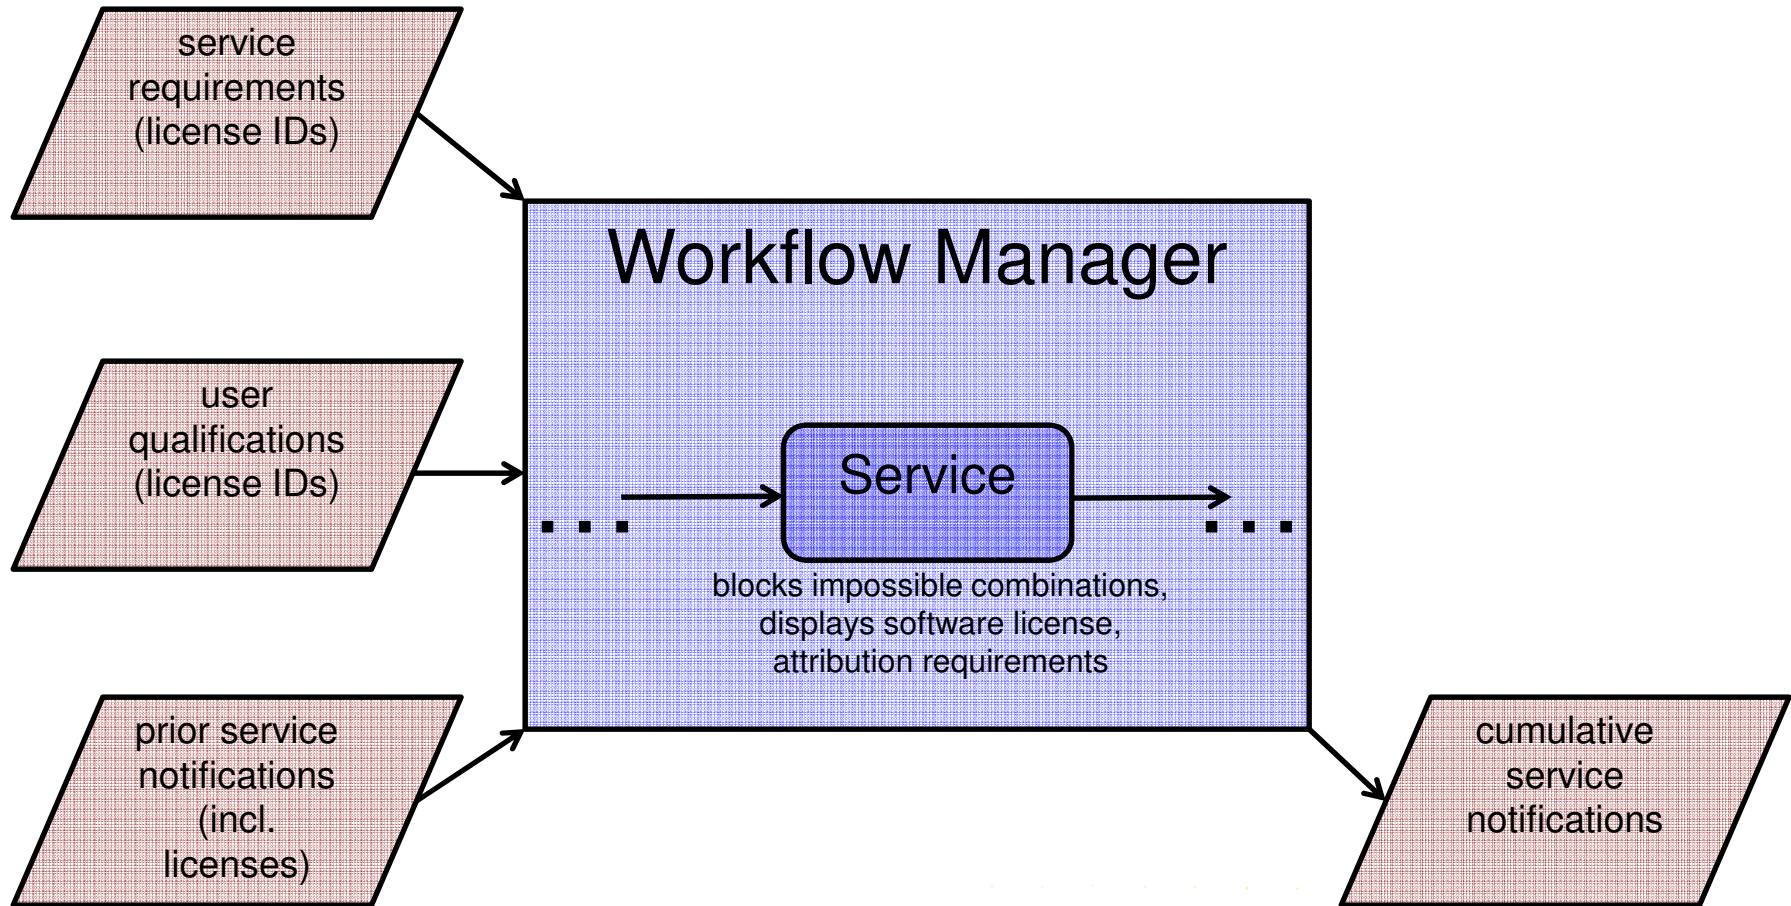 service
requirements
(license IDs)
Workflow Manager
user
qualifications
(license IDs)
Service
. . .
. . .
blocks impossible combinations,
displays software license,
attribution requirements
prior service
notifications
(incl.
licenses)
cumulative
service
notifications